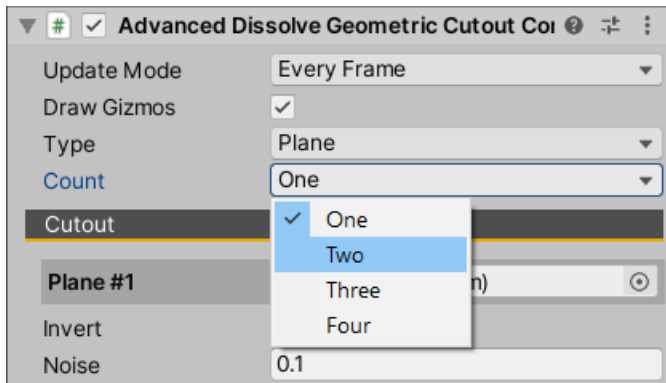 # Advanced Dissolve Geometric Cutout Co
Update Mode Every Frame
Draw Gizmos
Type Plane
Count One
Cutout
One
Two
Plane #1 n)
Three
Invert
Four
Noise 0.1